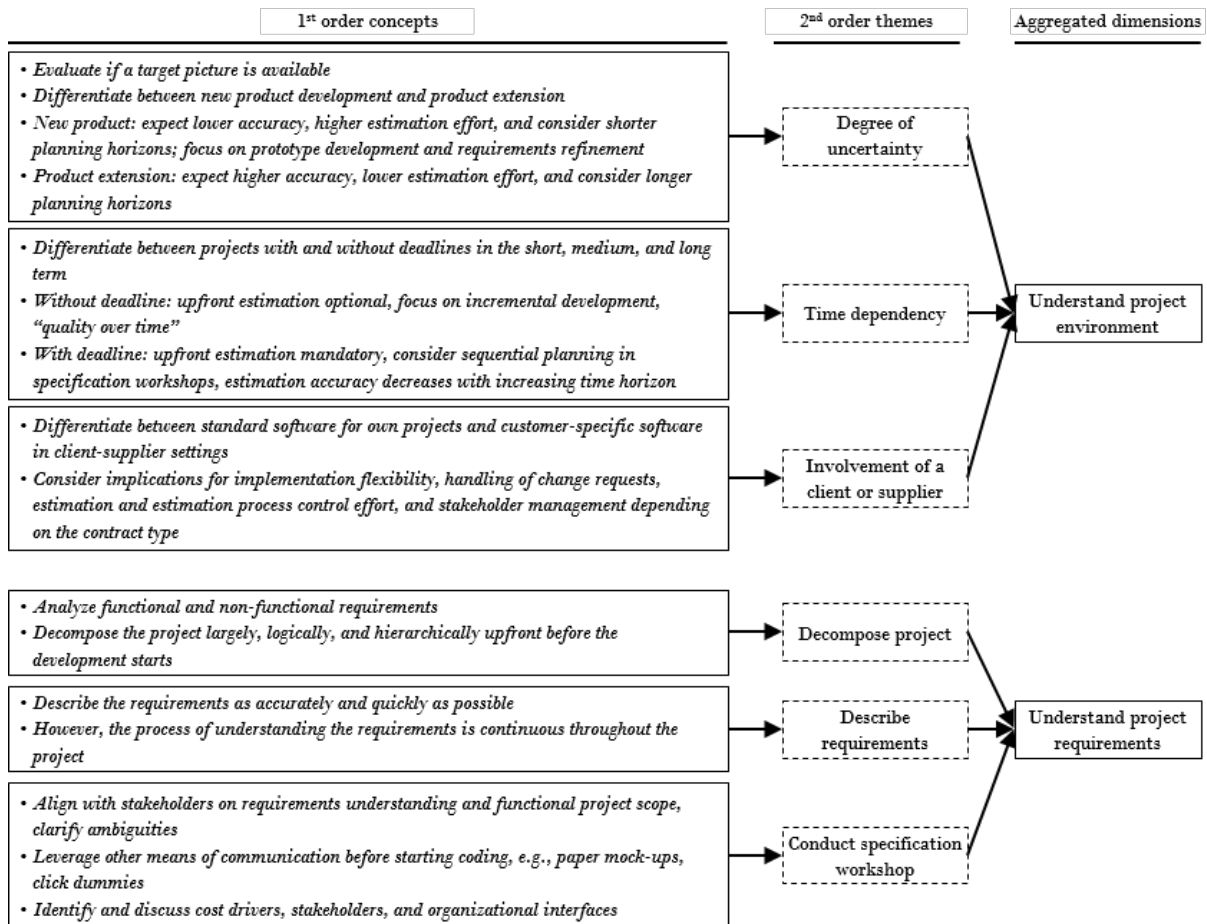 1st order concepts
2nd order themes
Aggregated dimensions
• Evaluate if a target picture is available
• Differentiate between new product development and product extension
• New product: expect lower accuracy, higher estimation effort, and consider shorter
planning horizons; focus on prototype development and requirements refinement
• Product extension: expect higher accuracy, lower estimation effort, and consider longer
planning horizons
Degree of
uncertainty
• Differentiate between projects with and without deadlines in the short, medium, and long
term
• Without deadline: upfront estimation optional, focus on incremental development,
“quality over time”
• With deadline: upfront estimation mandatory, consider sequential planning in
specification workshops, estimation accuracy decreases with increasing time horizon
Time dependency
Understand project
environment
• Differentiate between standard software for own projects and customer-specific software
in client-supplier settings
• Consider implications for implementation flexibility, handling of change requests,
estimation and estimation process control effort, and stakeholder management depending
on the contract type
Involvement of a
client or supplier
• Analyze functional and non-functional requirements
• Decompose the project largely, logically, and hierarchically upfront before the
development starts
Decompose project
• Describe the requirements as accurately and quickly as possible
• However, the process of understanding the requirements is continuous throughout the
project
Describe
requirements
Understand project
requirements
• Align with stakeholders on requirements understanding and functional project scope,
clarify ambiguities
• Leverage other means of communication before starting coding, e.g., paper mock-ups,
click dummies
• Identify and discuss cost drivers, stakeholders, and organizational interfaces
Conduct specification
workshop